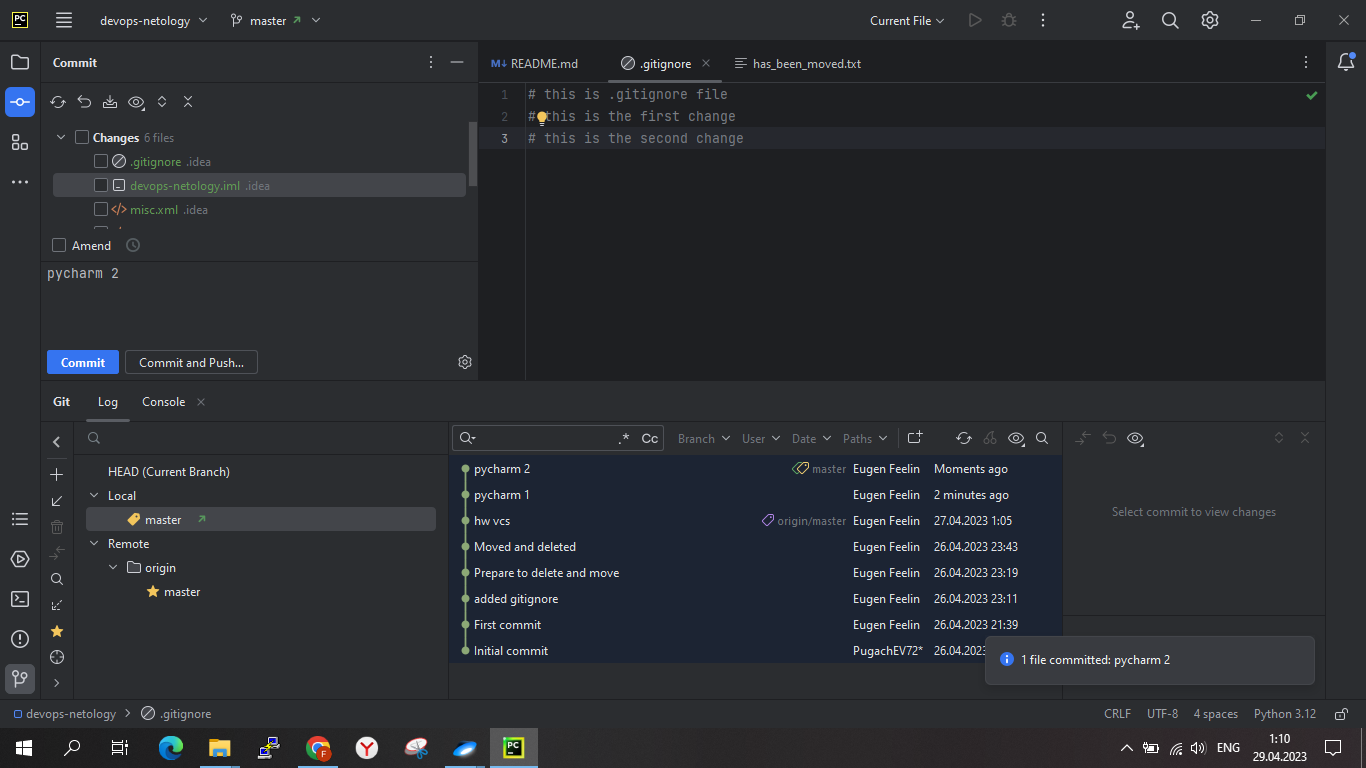 PC devops-netology master Current File
Commit
M↓ README.md .gitignore has_been_moved.txt
1 # this is .gitignore file
2 # this is the first change
3 # this is the second change
Changes 6 files
.gitignore .idea
devops-netology.iml .idea
misc.xml .idea
Amend
pycharm 2
Commit Commit and Push...
Git Log Console
.* Cc Branch User Date Paths
HEAD (Current Branch)
Local
master
Remote
origin
master
pycharm 2 master Eugen Feelin Moments ago
pycharm 1 Eugen Feelin 2 minutes ago
hw vcs origin/master Eugen Feelin 27.04.2023 1:05
Moved and deleted Eugen Feelin 26.04.2023 23:43
Prepare to delete and move Eugen Feelin 26.04.2023 23:19
added gitignore Eugen Feelin 26.04.2023 23:11
First commit Eugen Feelin 26.04.2023 21:39
Initial commit PugachEV72* 26.04.2023
Select commit to view changes
1 file committed: pycharm 2
devops-netology .gitignore CRLF UTF-8 4 spaces Python 3.12
F PC ENG 1:10
29.04.2023